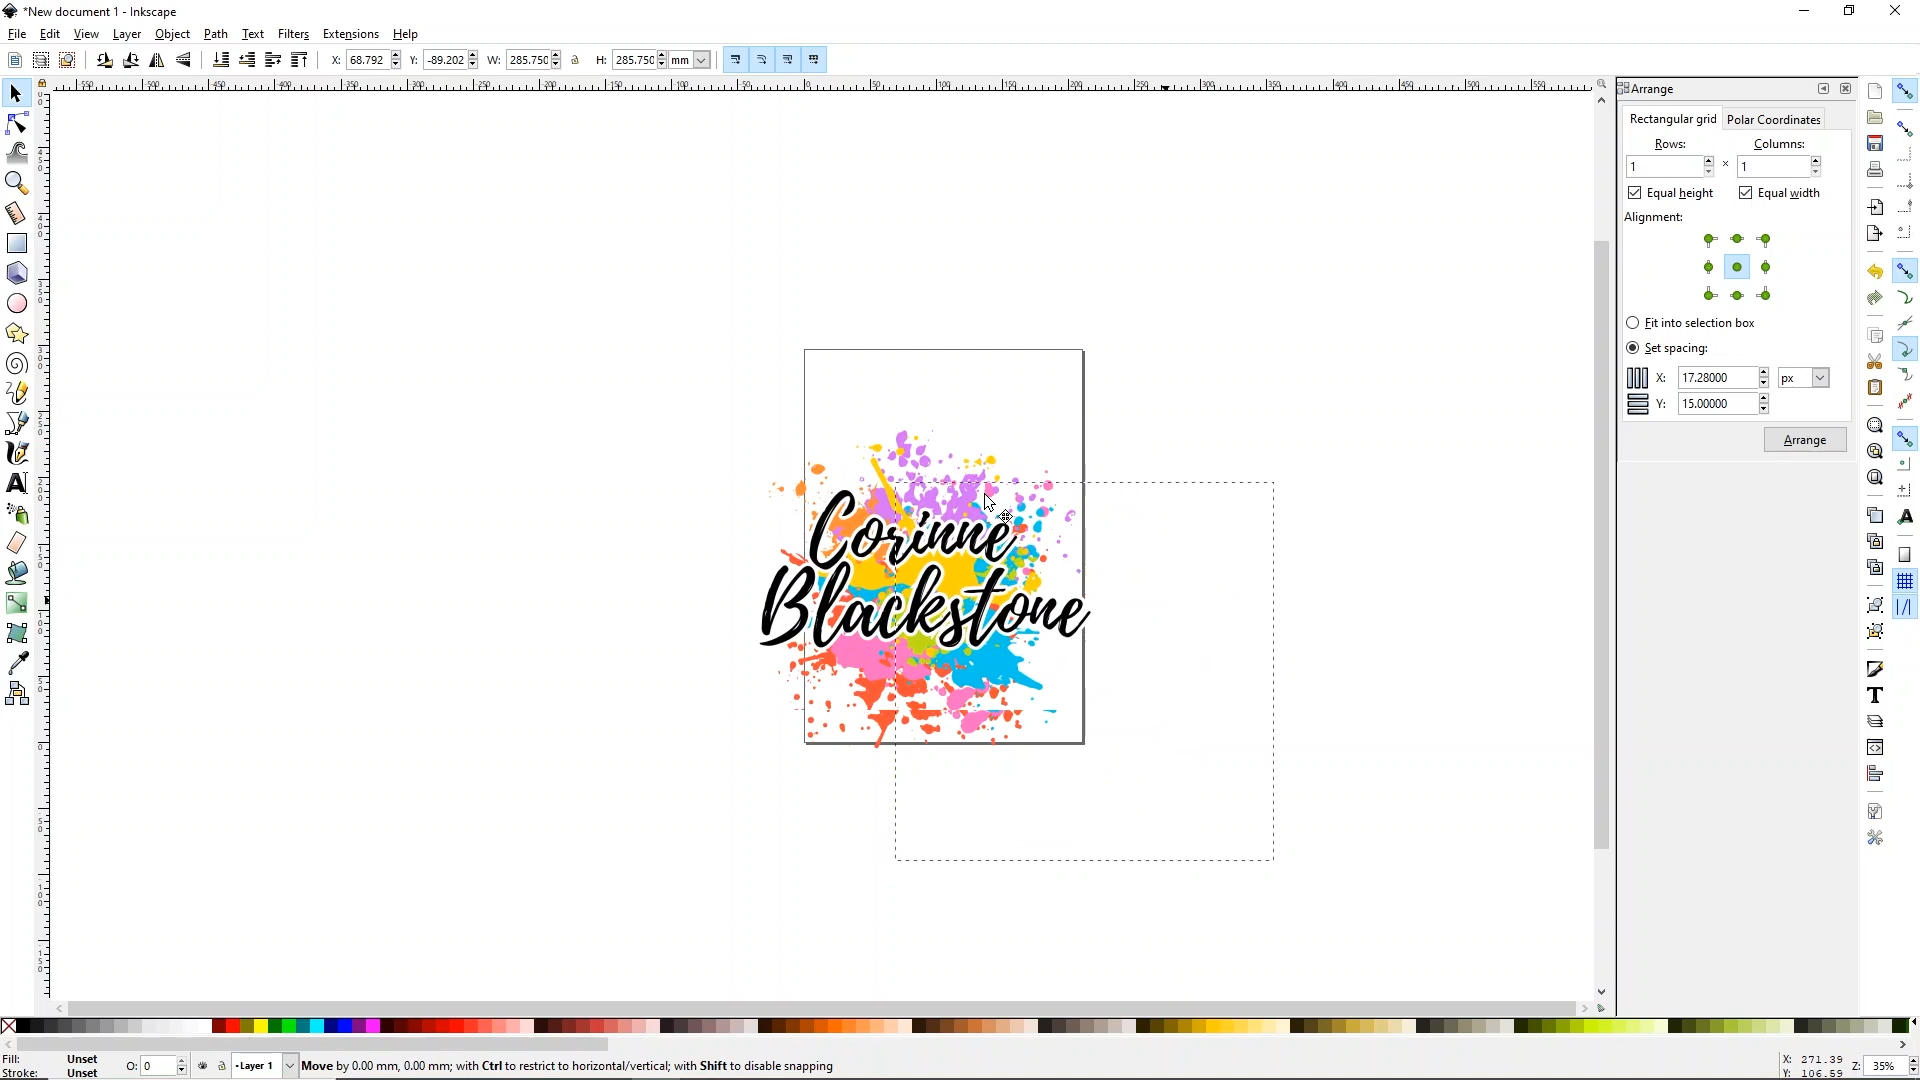 *New document 1 - Inkscape
File Edit View Layer Object Path Text Filters Extensions Help
X: 68.792 Y: -89.202 W: 285.750 H: 285.750 mm
Arrange
Rectangular grid Polar Coordinates
Rows: Columns:
1 × 1
Equal height Equal width
Alignment:
Fit into selection box
Set spacing:
X: 17.28000 px
Y: 15.00000
Arrange
Corinne
Blackstone
Fill: Unset
Stroke: Unset
O: 0
Layer 1
Move by 0.00 mm, 0.00 mm; with Ctrl to restrict to horizontal/vertical; with Shift to disable snapping
X: 271.39
Y: 106.59
Z: 35%